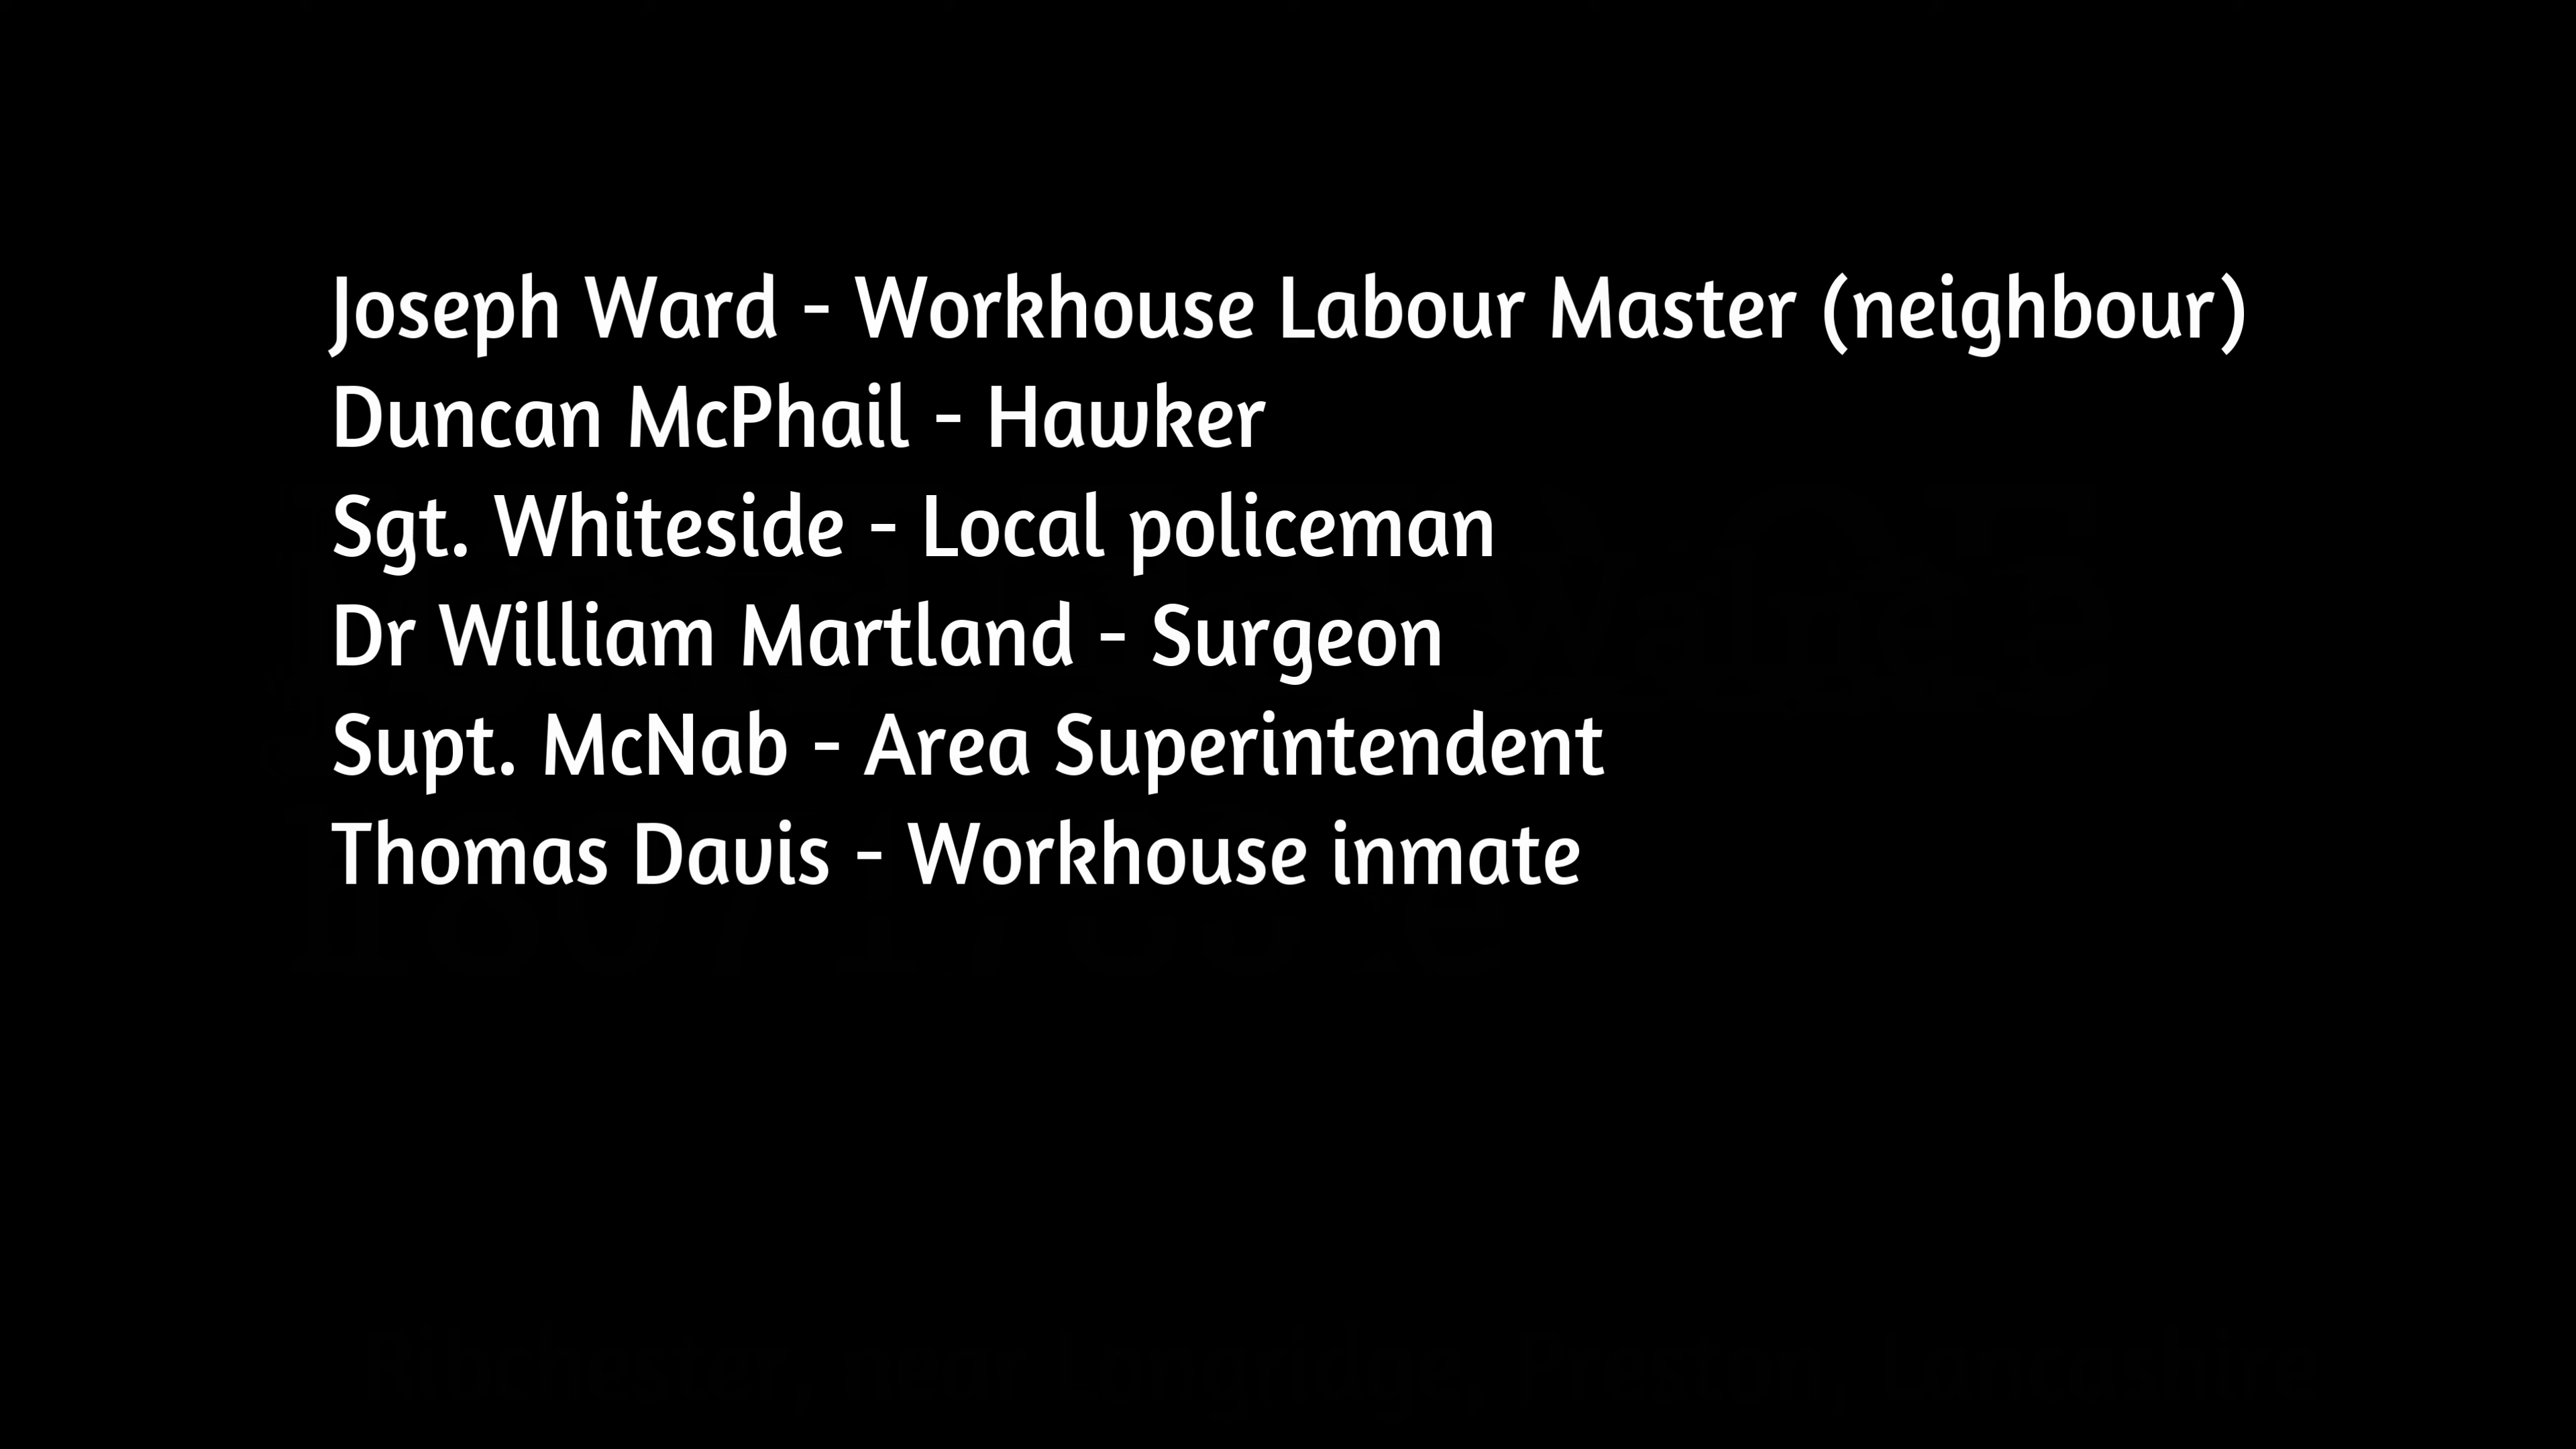 Joseph Ward - Workhouse Labour Master (neighbour)
Duncan McPhail - Hawker
Sgt. Whiteside - Local policeman
Dr William Martland - Surgeon
Supt. McNab - Area Superintendent
Thomas Davis - Workhouse inmate